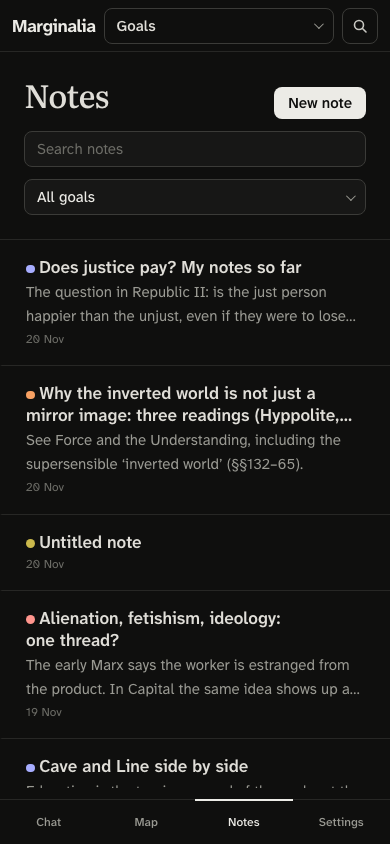 Marginalia
Goals
Notes
New note
Search notes
All goals
Does justice pay? My notes so far
The question in Republic II: is the just person
happier than the unjust, even if they were to lose...
20 Nov
Why the inverted world is not just a
mirror image: three readings (Hyppolite,...
See Force and the Understanding, including the
supersensible ‘inverted world’ (§§132–65).
20 Nov
Untitled note
20 Nov
Alienation, fetishism, ideology:
one thread?
The early Marx says the worker is estranged from
the product. In Capital the same idea shows up a...
19 Nov
Cave and Line side by side
Chat
Map
Notes
Settings